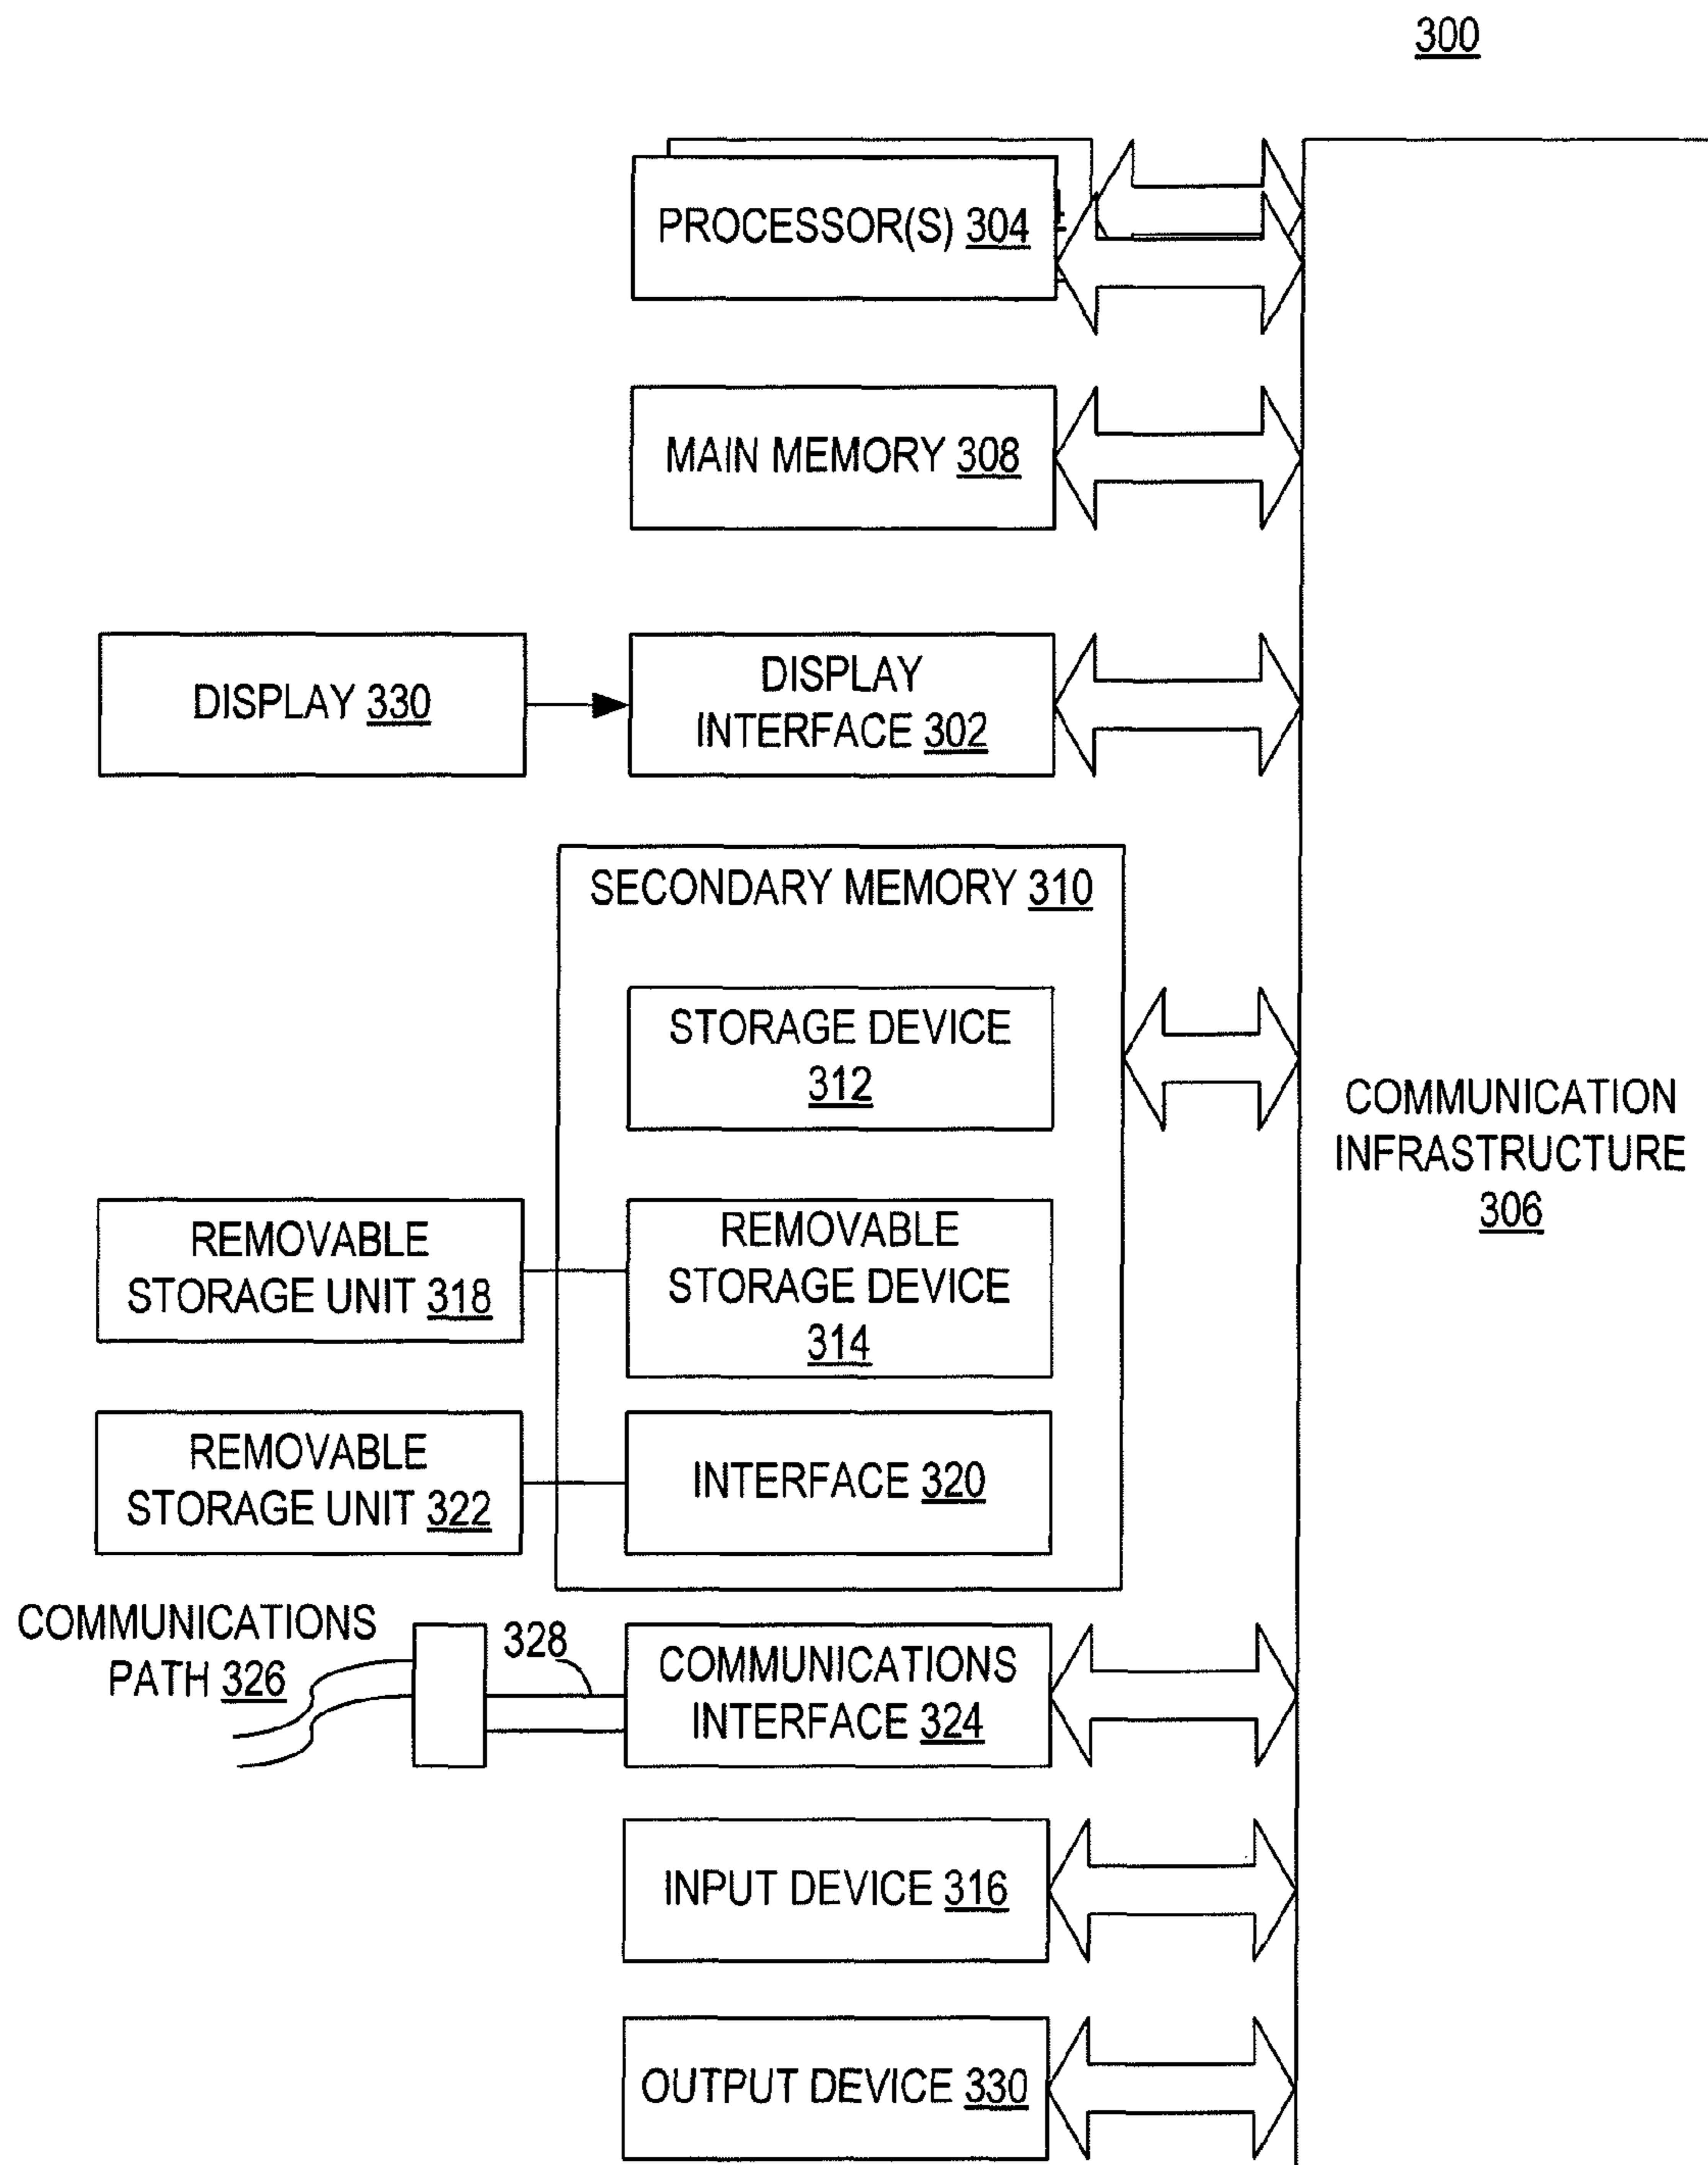 300
PROCESSOR(S) 304
MAIN MEMORY 308
DISPLAY 330
DISPLAY
INTERFACE 302
SECONDARY MEMORY 310
STORAGE DEVICE
312
COMMUNICATION
INFRASTRUCTURE
306
REMOVABLE
STORAGE UNIT 318
REMOVABLE
STORAGE DEVICE
314
REMOVABLE
STORAGE UNIT 322
INTERFACE 320
COMMUNICATIONS
PATH 326
328
COMMUNICATIONS
INTERFACE 324
INPUT DEVICE 316
OUTPUT DEVICE 330